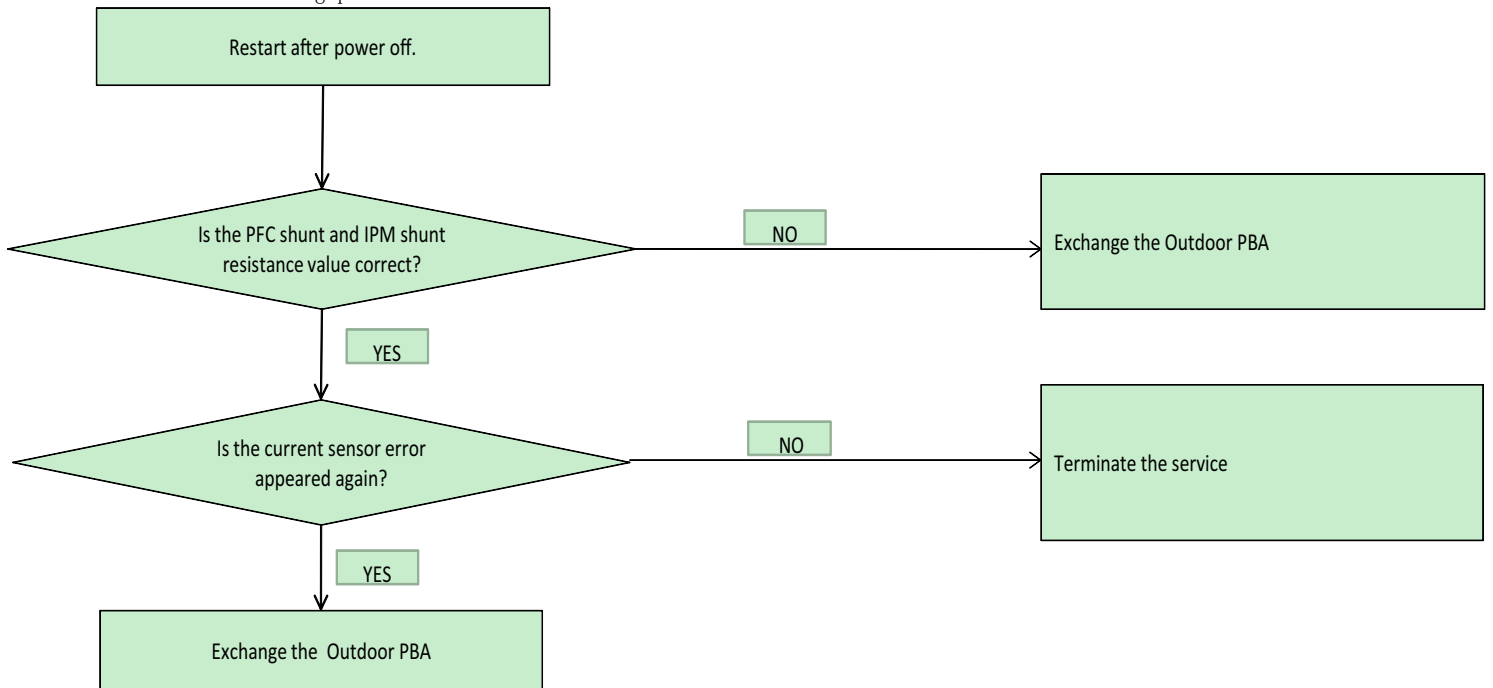 Restart after power off.
Is the PFC shunt and IPM shunt
resistance value correct?
NO
Exchange the Outdoor PBA
YES
Is the current sensor error
appeared again?
NO
Terminate the service
YES
Exchange the  Outdoor PBA